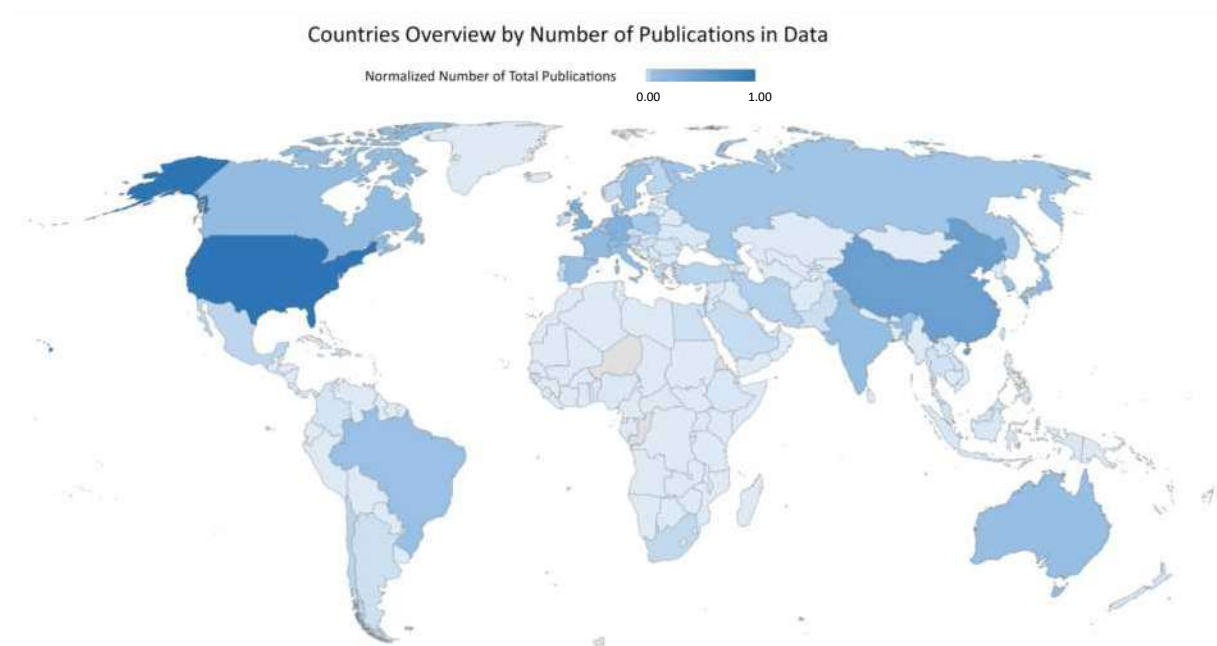 Countries Overview by Number of Publications in Data
Normalized Number of Total Publications
0.00 1.00